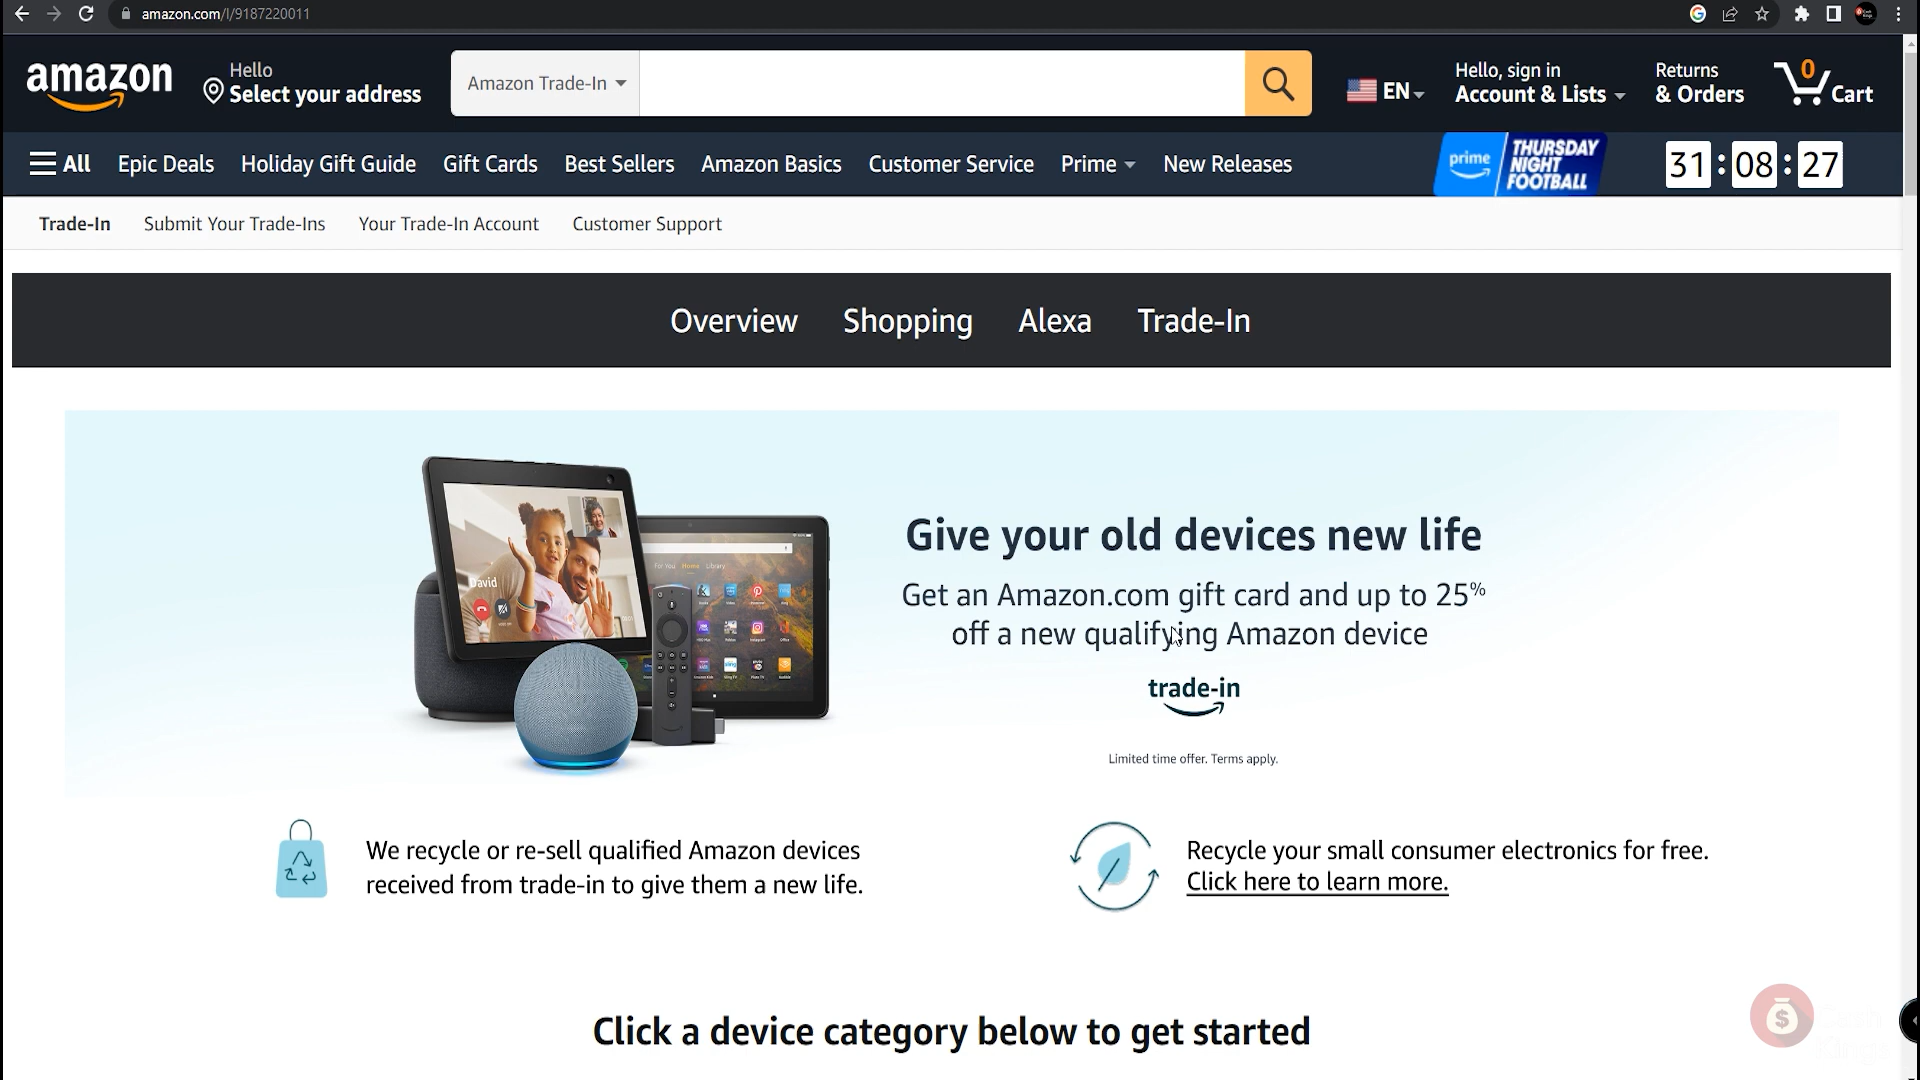 amazon.com/l/9187220011
amazon
Hello
Select your address
Amazon Trade-In
EN
Hello, sign in
Account & Lists
Returns
& Orders
0
Cart
All
Epic Deals
Holiday Gift Guide
Gift Cards
Best Sellers
Amazon Basics
Customer Service
Prime
New Releases
prime
THURSDAY
NIGHT
FOOTBALL
31:08:27
Trade-In
Submit Your Trade-Ins
Your Trade-In Account
Customer Support
Overview
Shopping
Alexa
Trade-In
David
For You
Home
Library
Give your old devices new life
Get an Amazon.com gift card and up to 25%
off a new qualifying Amazon device
trade-in
Limited time offer. Terms apply.
We recycle or re-sell qualified Amazon devices
received from trade-in to give them a new life.
Recycle your small consumer electronics for free.
Click here to learn more.
Click a device category below to get started
$